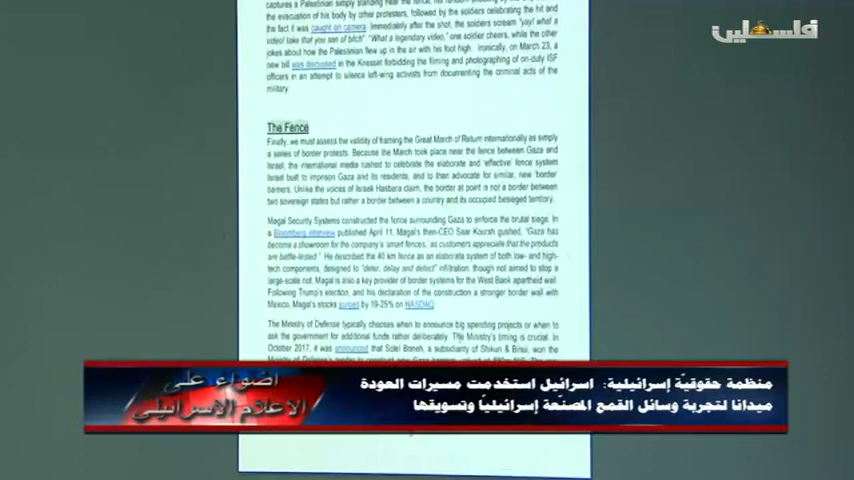 فلسطين
captures a Palestinian simply standing near the fence,
the evacuation of his body by other protesters, followed by the soldiers celebrating the hit and
the fact it was caught on camera. Immediately after the shot, the soldiers scream "yay! what a
video! take that you son of bitch". "What a legendary video," one soldier cheers, while the other
jokes about how the Palestinian flew up in the air with his foot high. Ironically, on March 23, a
new bill was discussed in the Knesset forbidding the filming and photographing of on-duty ISF
officers in an attempt to silence left-wing activists from documenting the criminal acts of the
military.
The Fence
Finally, we must assess the validity of framing the Great March of Return internationally as simply
a series of border protests. Because the March took place near the fence between Gaza and
Israel, the international media rushed to celebrate the elaborate and 'effective' fence system
Israel built to imprison Gaza and its residents, and to then advocate for similar, new 'border'
barriers. Unlike the voices of Israeli Hasbara claim, the border at point is not a border between
two sovereign states but rather a border between a country and its occupied besieged territory.
Magal Security Systems constructed the fence surrounding Gaza to enforce the brutal siege. In
a Bloomberg interview published April 11, Magal's then-CEO Saar Koursh gushed, "Gaza has
become a showroom for the company's 'smart fences,' as customers appreciate that the products
are battle-tested." He described the 40 km fence as an elaborate system of both low- and high-
tech components, designed to "deter, delay and detect" infiltration, though not aimed to stop a
large-scale riot. Magal is also a key provider of border systems for the West Bank apartheid wall.
Following Trump's election, and his declaration of the construction a stronger border wall with
Mexico, Magal's stocks surged by 19-25% on NASDAQ
The Ministry of Defense typically chooses when to announce big spending projects or when to
ask the government for additional funds rather deliberately. The Ministry's timing is crucial. In
October 2017, it was announced that Solel Boneh, a subsidiary of Shikun & Binui, won the
اضواء على
الاعلام الاسرائيلي
منظمة حقوقيّة إسرائيلية: اسرائيل استخدمت مسيرات العودة
ميدانا لتجربة وسائل القمع المصنّعة إسرائيلياً وتسويقها